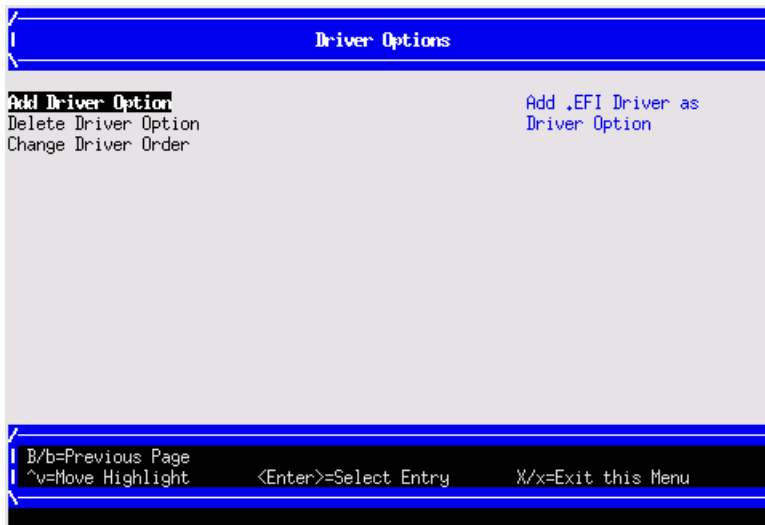 Driver Options
Add Driver Option
Delete Driver Option
Change Driver Order
Add .EFI Driver as
Driver Option
B/b=Previous Page
^v=Move Highlight <Enter>=Select Entry X/x=Exit this Menu